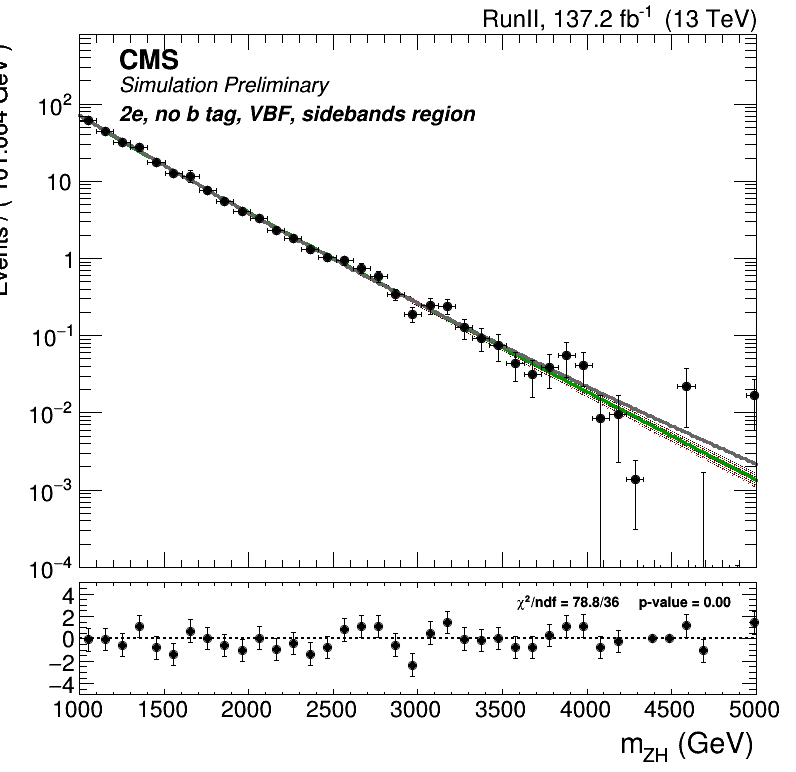 RunII, 137.2 fb⁻¹ (13 TeV)
CMS
Simulation Preliminary
2e, no b tag, VBF, sidebands region
10²
10
1
10⁻¹
10⁻²
10⁻³
10⁻⁴
χ²/ndf = 78.8/36 p-value = 0.00
4
2
0
−2
−4
1000 1500 2000 2500 3000 3500 4000 4500 5000
m_ZH (GeV)